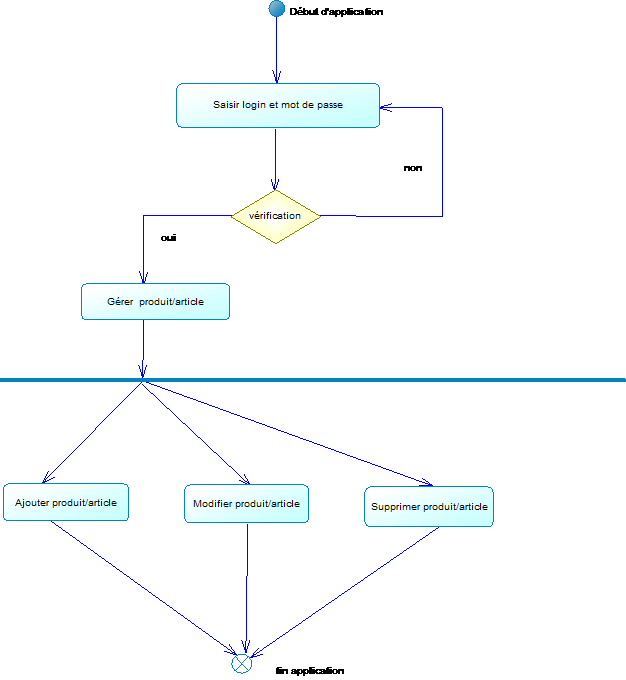 Début d'application
Saisir login et mot de passe
non
vérification
oui
Gérer produit/article
Ajouter produit/article
Modifier produit/article
Supprimer produit/article
fin application